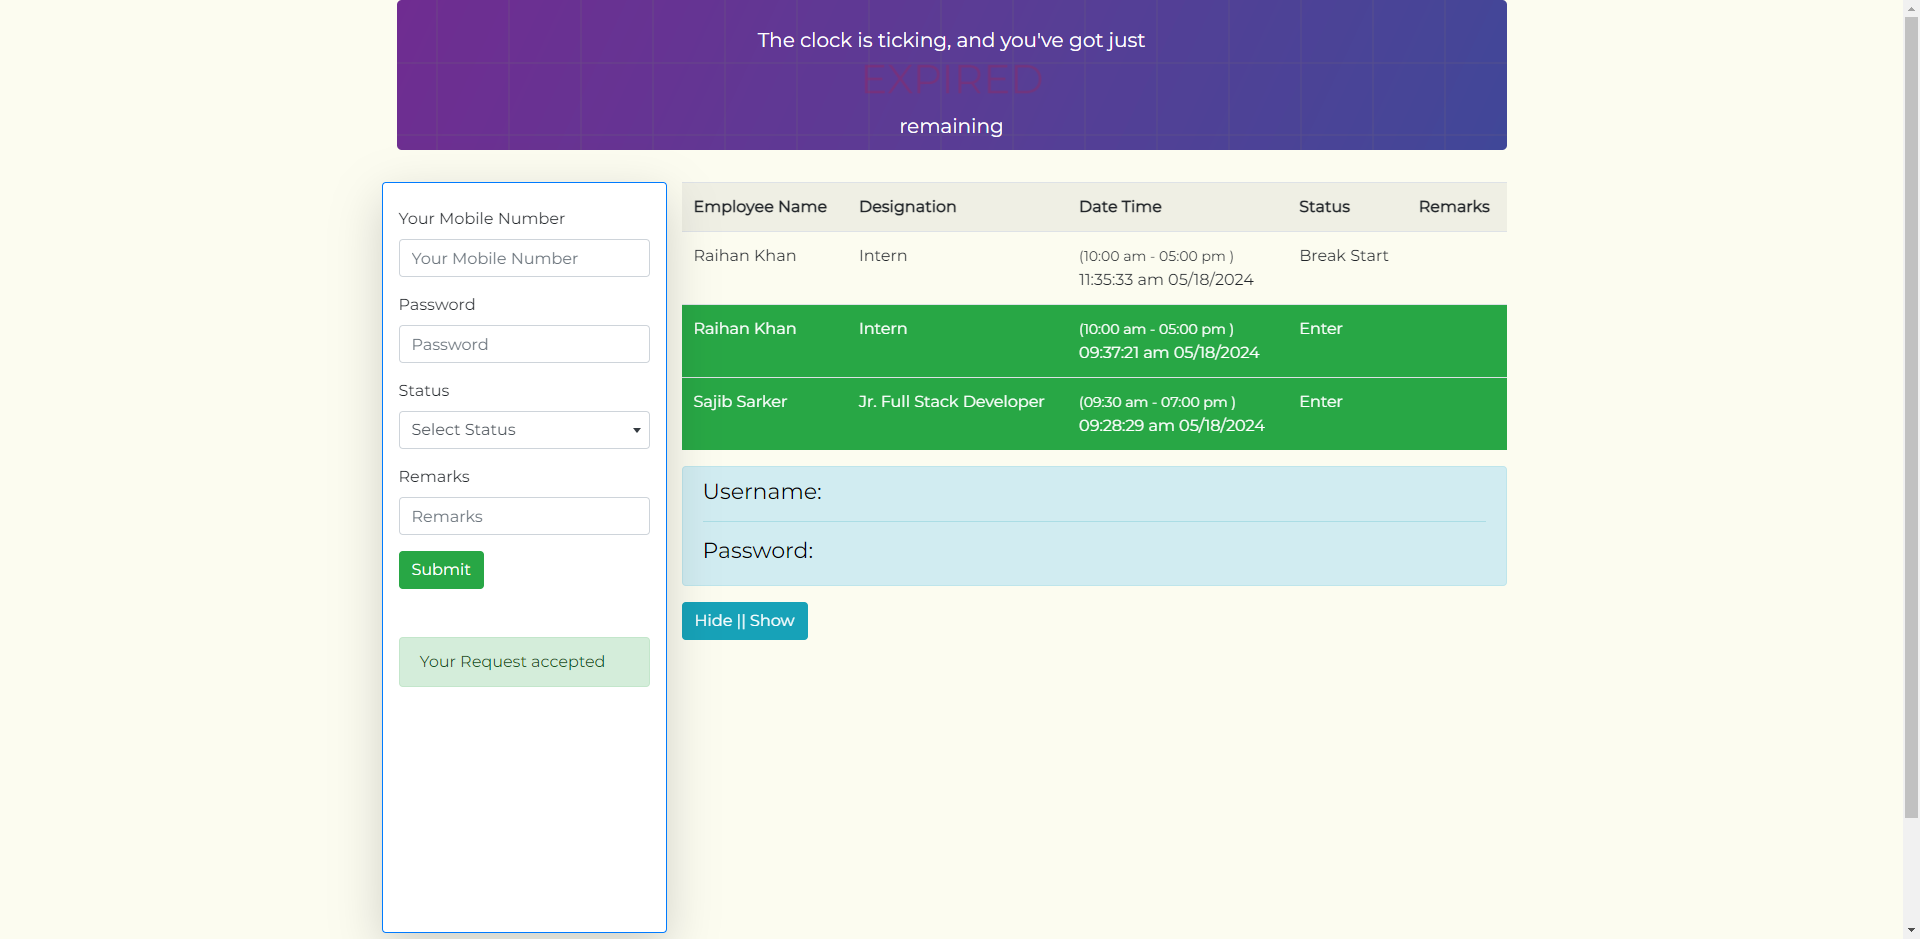 The clock is ticking, and you've got just
EXPIRED
remaining
Your Mobile Number
Your Mobile Number
Password
Password
Status
Select Status
Remarks
Remarks
Submit
Your Request accepted
Employee Name Designation Date Time Status Remarks
Raihan Khan Intern (10:00 am - 05:00 pm ) Break Start
11:35:33 am 05/18/2024
Raihan Khan Intern (10:00 am - 05:00 pm ) Enter
09:37:21 am 05/18/2024
Sajib Sarker Jr. Full Stack Developer (09:30 am - 07:00 pm ) Enter
09:28:29 am 05/18/2024
Username:
Password:
Hide || Show